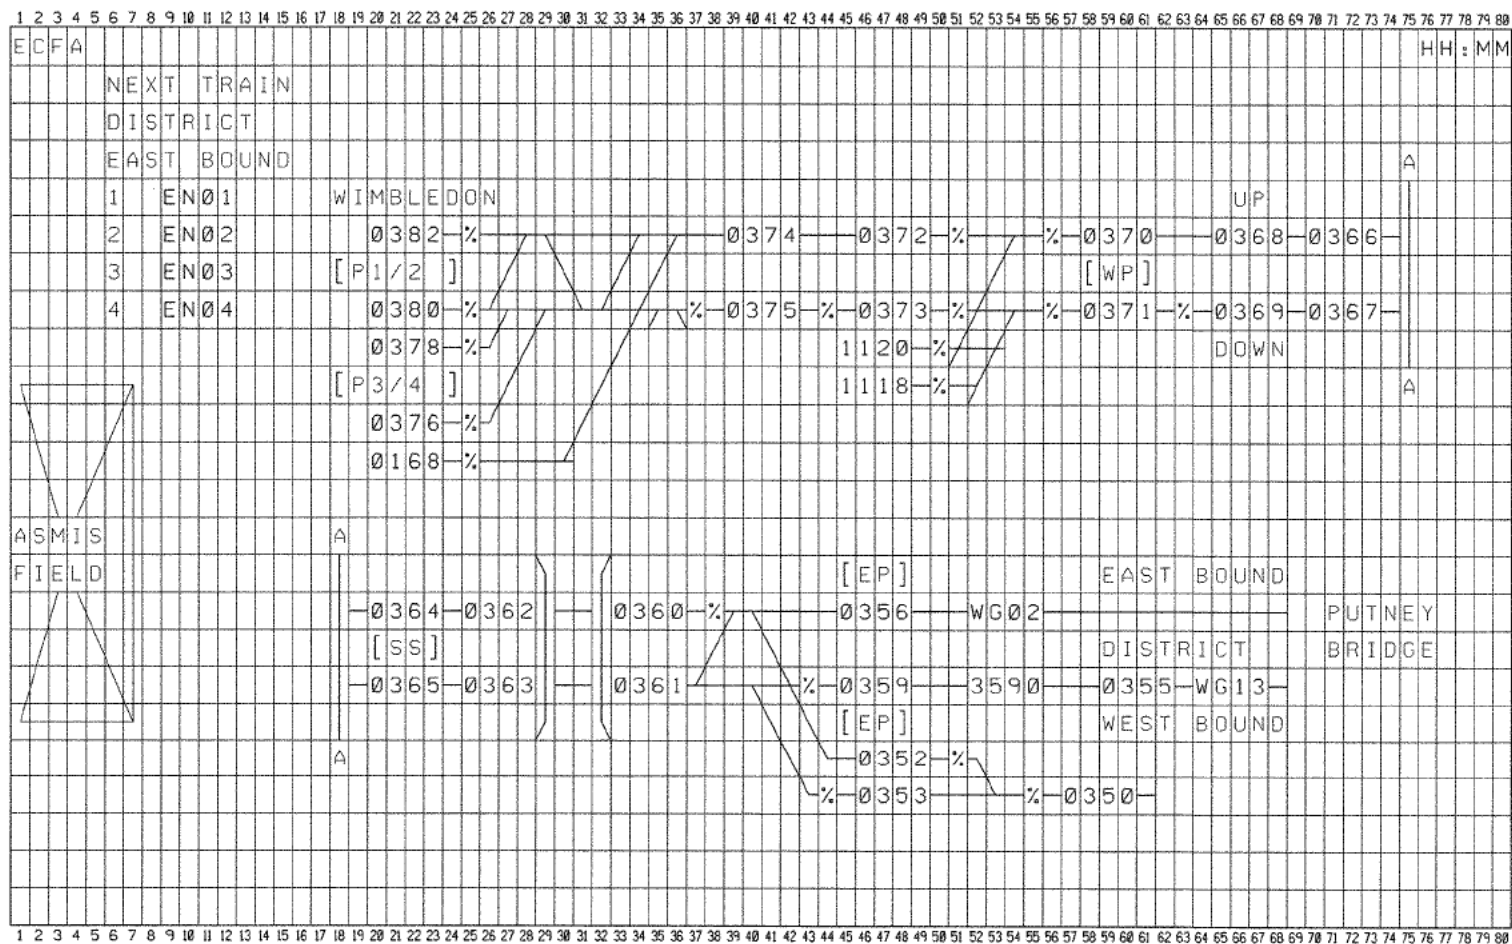 1 2 3 4 5 6 7 8 9 10 11 12 13 14 15 16 17 18 19 20 21 22 23 24 25 26 27 28 29 30 31 32 33 34 35 36 37 38 39 40 41 42 43 44 45 46 47 48 49 50 51 52 53 54 55 56 57 58 59 60 61 62 63 64 65 66 67 68 69 70 71 72 73 74 75 76 77 78 79 80
ECFA HH:MM
NEXT TRAIN
DISTRICT
EAST BOUND A
1 EN01 WIMBLEDON UP
2 EN02 0382-% 0374 0372-% %-0370 0368-0366
3 EN03 [P1/2 ] [WP]
4 EN04 0380-% %-0375-%-0373-% %-0371-%-0369-0367
0378-% 1120-% DOWN
[P3/4 ] 1118-% A
0376-%
0168-%
ASMIS A
FIELD [EP] EAST BOUND
0364-0362 0360-% 0356 WG02 PUTNEY
[SS] DISTRICT BRIDGE
0365-0363 0361 %-0359 3590 0355-WG13
[EP] WEST BOUND
A 0352-%
%-0353 %-0350
1 2 3 4 5 6 7 8 9 10 11 12 13 14 15 16 17 18 19 20 21 22 23 24 25 26 27 28 29 30 31 32 33 34 35 36 37 38 39 40 41 42 43 44 45 46 47 48 49 50 51 52 53 54 55 56 57 58 59 60 61 62 63 64 65 66 67 68 69 70 71 72 73 74 75 76 77 78 79 80